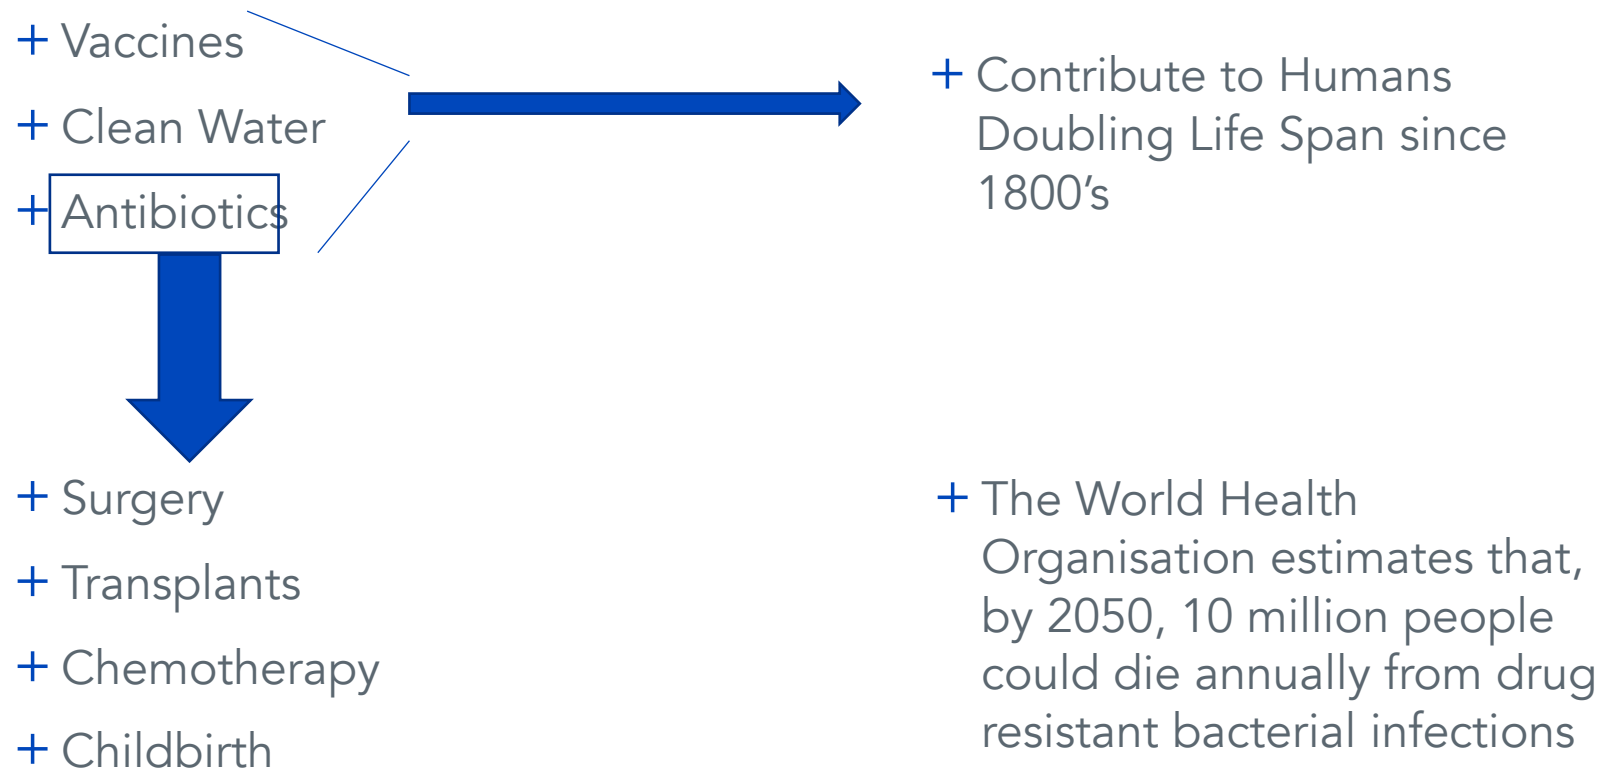 + Vaccines
+ Clean Water
+ Antibiotics
+ Contribute to Humans
Doubling Life Span since
1800’s
+ Surgery
+ Transplants
+ Chemotherapy
+ Childbirth
+ The World Health
Organisation estimates that,
by 2050, 10 million people
could die annually from drug
resistant bacterial infections